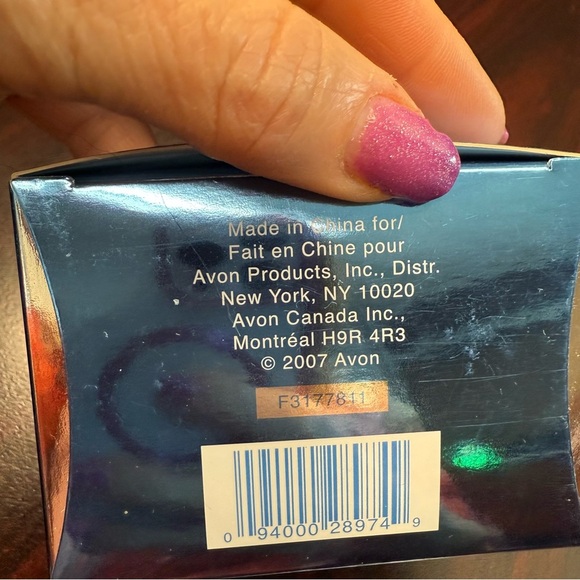 Made in China for/
Fait en Chine pour
Avon Products, Inc., Distr.
New York, NY 10020
Avon Canada Inc.,
Montréal H9R 4R3
© 2007 Avon
F3177811
0 94000 28974 9